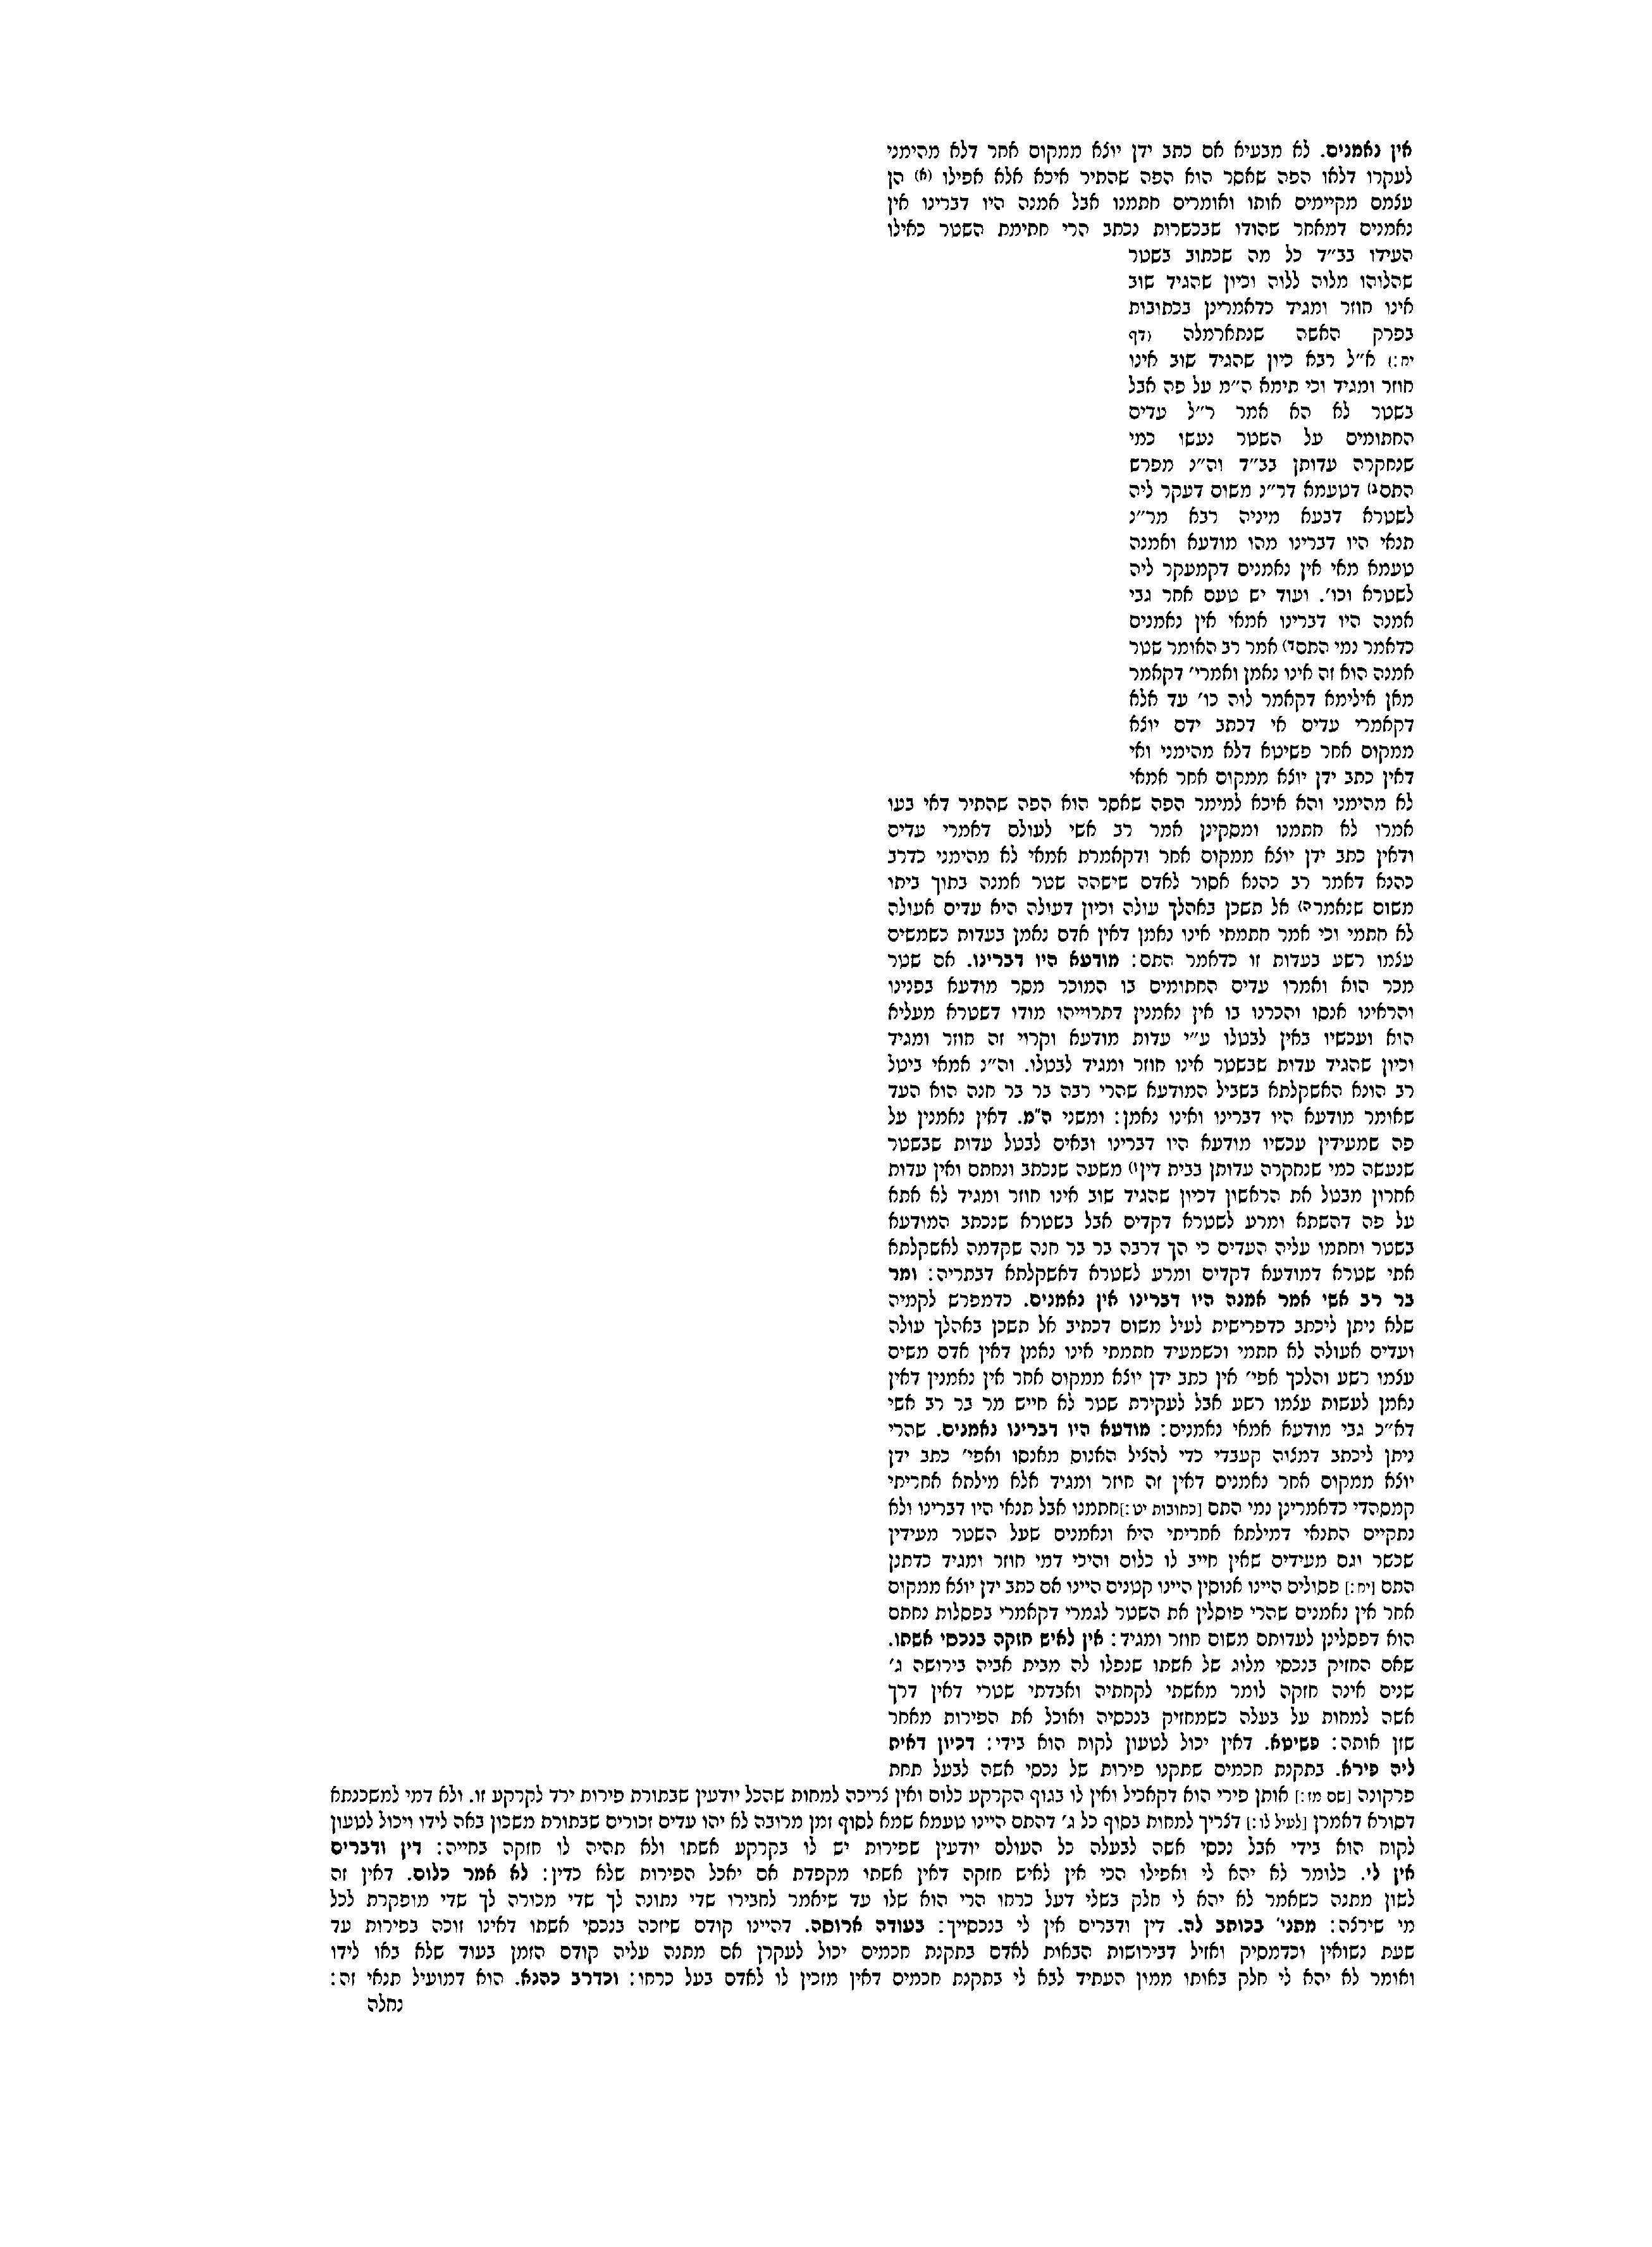 אין נאמנים. לא מבעיא אם כתב ידן יוצא ממקום אחר דלא מהימני
לעקרו דלאו הפה שאסר הוא הפה שהתיר איכא אלא אפילו (א) הן
עצמם מקיימים אותו ואומרים חתמנו אבל אמנה היו דברינו אין
נאמנים דמאחר שהודו שבכשרות נכתב הרי חתימת השטר כאילו
העידו בב״ד כל מה שכתוב בשטר
שהלוהו מלוה ללוה וכיון שהגיד שוב
אינו חוזר ומגיד כדאמרינן בכתובות
בפרק האשה שנתארמלה (דף
יח:) א״ל רבא כיון שהגיד שוב אינו
חוזר ומגיד וכי תימא ה״מ על פה אבל
בשטר לא הא אמר ר״ל עדים
החתומים על השטר נעשו כמי
שנחקרה עדותן בב״ד וה״נ מפרש
התם ג) דטעמא דר״נ משום דעקר ליה
לשטרא דבעא מיניה רבא מר״נ
תנאי היו דברינו מהו מודעא ואמנה
טעמא מאי אין נאמנים דקמעקר ליה
לשטרא וכו׳. ועוד יש טעם אחר גבי
אמנה היו דברינו אמאי אין נאמנים
כדאמר נמי התם ד) אמר רב האומר שטר
אמנה הוא זה אינו נאמן ואמרי׳ דקאמר
מאן אילימא דקאמר לוה כו׳ עד אלא
דקאמרי עדים אי דכתב ידם יוצא
ממקום אחר פשיטא דלא מהימני ואי
דאין כתב ידן יוצא ממקום אחר אמאי
לא מהימני והא איכא למימר הפה שאסר הוא הפה שהתיר דאי בעו
אמרו לא חתמנו ומסקינן אמר רב אשי לעולם דאמרי עדים
ודאין כתב ידן יוצא ממקום אחר ודקאמרת אמאי לא מהימני כדרב
כהנא דאמר רב כהנא אסור לאדם שישהה שטר אמנה בתוך ביתו
משום שנאמר ה) אל תשכן באהלך עולה וכיון דעולה היא עדים אעולה
לא חתמי וכי אמר חתמתי אינו נאמן דאין אדם נאמן בעדות כשמשים
עצמו רשע בעדות זו כדאמר התם: מודעא היו דברינו. אם שטר
מכר הוא ואמרו עדים החתומים בו המוכר מסר מודעא בפנינו
והראינו אנסו והכרנו בו אין נאמנין דתרוייהו מודו דשטרא מעליא
הוא ועכשיו באין לבטלו ע״י עדות מודעא וקרוי זה חוזר ומגיד
וכיון שהגיד עדות שבשטר אינו חוזר ומגיד לבטלו. וה״נ אמאי ביטל
רב הונא האשקלתא בשביל המודעא שהרי רבה בר בר חנה הוא העד
שאומר מודעא היו דברינו ואינו נאמן: ומשני ה״מ. דאין נאמנין על
פה שמעידין עכשיו מודעא היו דברינו ובאים לבטל עדות שבשטר
שנעשה כמי שנחקרה עדותן בבית דין ו) משעה שנכתב ונחתם ואין עדות
אחרון מבטל את הראשון דכיון שהגיד שוב אינו חוזר ומגיד לא אתא
על פה דהשתא ומרע לשטרא דקדים אבל בשטרא שנכתב המודעא
בשטר וחתמו עליה העדים כי הך דרבה בר בר חנה שקדמה לאשקלתא
אתי שטרא דמודעא דקדים ומרע לשטרא דאשקלתא דבתריה: ומר
בר רב אשי אמר אמנה היו דברינו אין נאמנים. כדמפרש לקמיה
שלא ניתן ליכתב כדפרישית לעיל משום דכתיב אל תשכן באהלך עולה
ועדים אעולה לא חתמי וכשמעיד חתמתי אינו נאמן דאין אדם משים
עצמו רשע והלכך אפי׳ אין כתב ידן יוצא ממקום אחר אין נאמנין דאין
נאמן לעשות עצמו רשע אבל לעקירת שטר לא חייש מר בר רב אשי
דא״כ גבי מודעא אמאי נאמנים: מודעא היו דברינו נאמנים. שהרי
ניתן ליכתב דמצוה קעבדי כדי להציל האנוס מאנסו ואפי׳ כתב ידן
יוצא ממקום אחר נאמנים דאין זה חוזר ומגיד אלא מילתא אחריתי
קמסהדי כדאמרינן נמי התם [כתובות יט:] חתמנו אבל תנאי היו דברינו ולא
נתקיים התנאי דמילתא אחריתי היא ונאמנים שעל השטר מעידין
שכשר וגם מעידים שאין חייב לו כלום והיכי דמי חוזר ומגיד כדתנן
התם [יח:] פסולים היינו אנוסין היינו קטנים היינו אם כתב ידן יוצא ממקום
אחר אין נאמנים שהרי פוסלין את השטר לגמרי דקאמרי בפסלות נחתם
הוא דפסלינן לעדותם משום חוזר ומגיד: אין לאיש חזקה בנכסי אשתו.
שאם החזיק בנכסי מלוג של אשתו שנפלו לה מבית אביה בירושה ג׳
שנים אינה חזקה לומר מאשתי לקחתיה ואבדתי שטרי דאין דרך
אשה למחות על בעלה כשמחזיק בנכסיה ואוכל את הפירות מאחר
שזן אותה: פשיטא. דאין יכול לטעון לקוח הוא בידי: דכיון דאית
ליה פירא. בתקנת חכמים שתקנו פירות של נכסי אשה לבעל תחת
פרקונה [שם מז:] אותן פירי הוא דקאכיל ואין לו בגוף הקרקע כלום ואין צריכה למחות שהכל יודעין שבתורת פירות ירד לקרקע זו. ולא דמי למשכנתא
דסורא דאמרן [לעיל לו:] דצריך למחות בסוף כל ג׳ דהתם היינו טעמא שמא לסוף זמן מרובה לא יהו עדים זכורים שבתורת משכון באה לידו ויכול לטעון
לקוח הוא בידי אבל נכסי אשה לבעלה כל העולם יודעין שפירות יש לו בקרקע אשתו ולא תהיה לו חזקה בחייה: דין ודברים
אין לי. כלומר לא יהא לי ואפילו הכי אין לאיש חזקה דאין אשתו מקפדת אם יאכל הפירות שלא כדין: לא אמר כלום. דאין זה
לשון מתנה כשאמר לא יהא לי חלק בשלי דעל כרחו הרי הוא שלו עד שיאמר לחבירו שדי נתונה לך שדי מכורה לך שדי מופקרת לכל
מי שירצה: מתני׳ בכותב לה. דין ודברים אין לי בנכסייך: בעודה ארוסה. דהיינו קודם שיזכה בנכסי אשתו דאינו זוכה בפירות עד
שעת נשואין וכדמסיק ואזיל דבירושות הבאות לאדם בתקנת חכמים יכול לעקרן אם מתנה עליה קודם הזמן בעוד שלא באו לידו
ואומר לא יהא לי חלק באותו ממון העתיד לבא לי בתקנת חכמים דאין מזכין לו לאדם בעל כרחו: וכדרב כהנא. הוא דמועיל תנאי זה:
נחלה